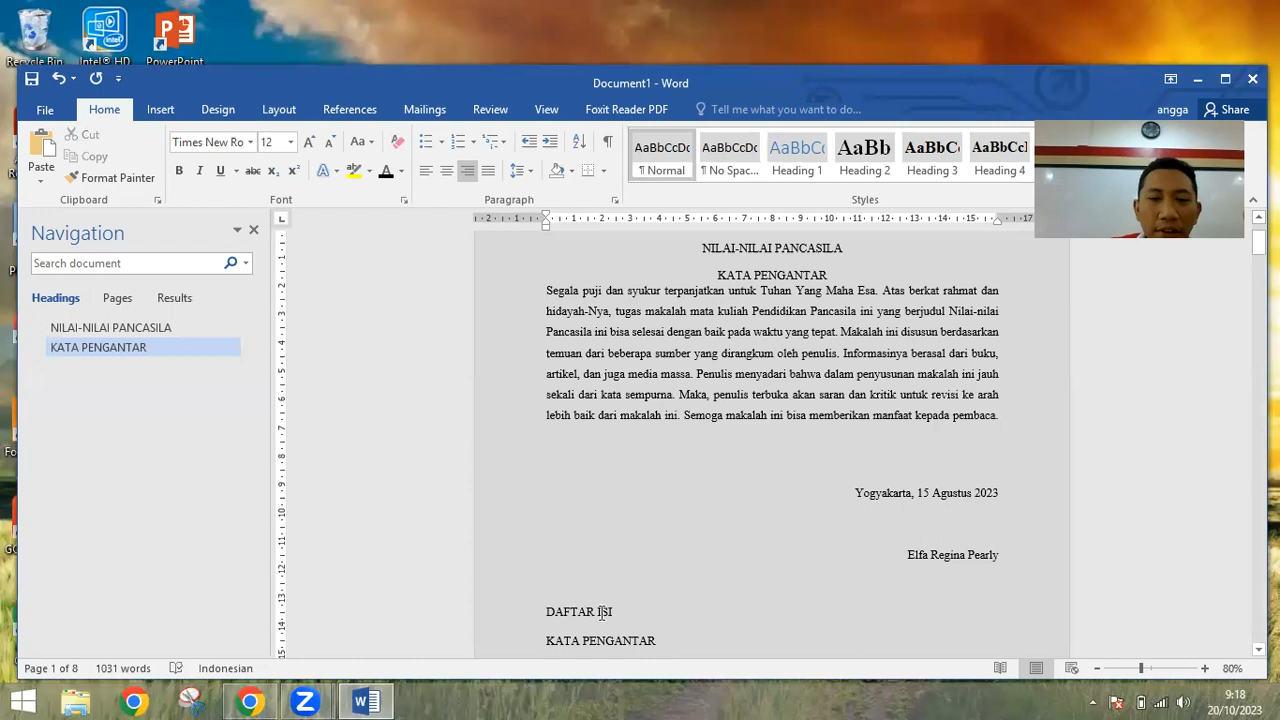 Recycle Bin
Intel® HD
PowerPoint
Document1 - Word
File
Home
Insert
Design
Layout
References
Mailings
Review
View
Foxit Reader PDF
Tell me what you want to do...
angga
Share
Paste
Cut
Copy
Format Painter
Clipboard
Times New Ro
12
Font
Paragraph
AaBbCcDc
¶ Normal
AaBbCcDc
¶ No Spac...
AaBbCc
Heading 1
AaBb
Heading 2
AaBbC
Heading 3
AaBbCcI
Heading 4
Styles
Navigation
Search document
Headings
Pages
Results
NILAI-NILAI PANCASILA
KATA PENGANTAR
NILAI-NILAI PANCASILA
KATA PENGANTAR
Segala puji dan syukur terpanjatkan untuk Tuhan Yang Maha Esa. Atas berkat rahmat dan
hidayah-Nya, tugas makalah mata kuliah Pendidikan Pancasila ini yang berjudul Nilai-nilai
Pancasila ini bisa selesai dengan baik pada waktu yang tepat. Makalah ini disusun berdasarkan
temuan dari beberapa sumber yang dirangkum oleh penulis. Informasinya berasal dari buku,
artikel, dan juga media massa. Penulis menyadari bahwa dalam penyusunan makalah ini jauh
sekali dari kata sempurna. Maka, penulis terbuka akan saran dan kritik untuk revisi ke arah
lebih baik dari makalah ini. Semoga makalah ini bisa memberikan manfaat kepada pembaca.
Yogyakarta, 15 Agustus 2023
Elfa Regina Pearly
DAFTAR ISI
KATA PENGANTAR
Page 1 of 8
1031 words
Indonesian
80%
9:18
20/10/2023